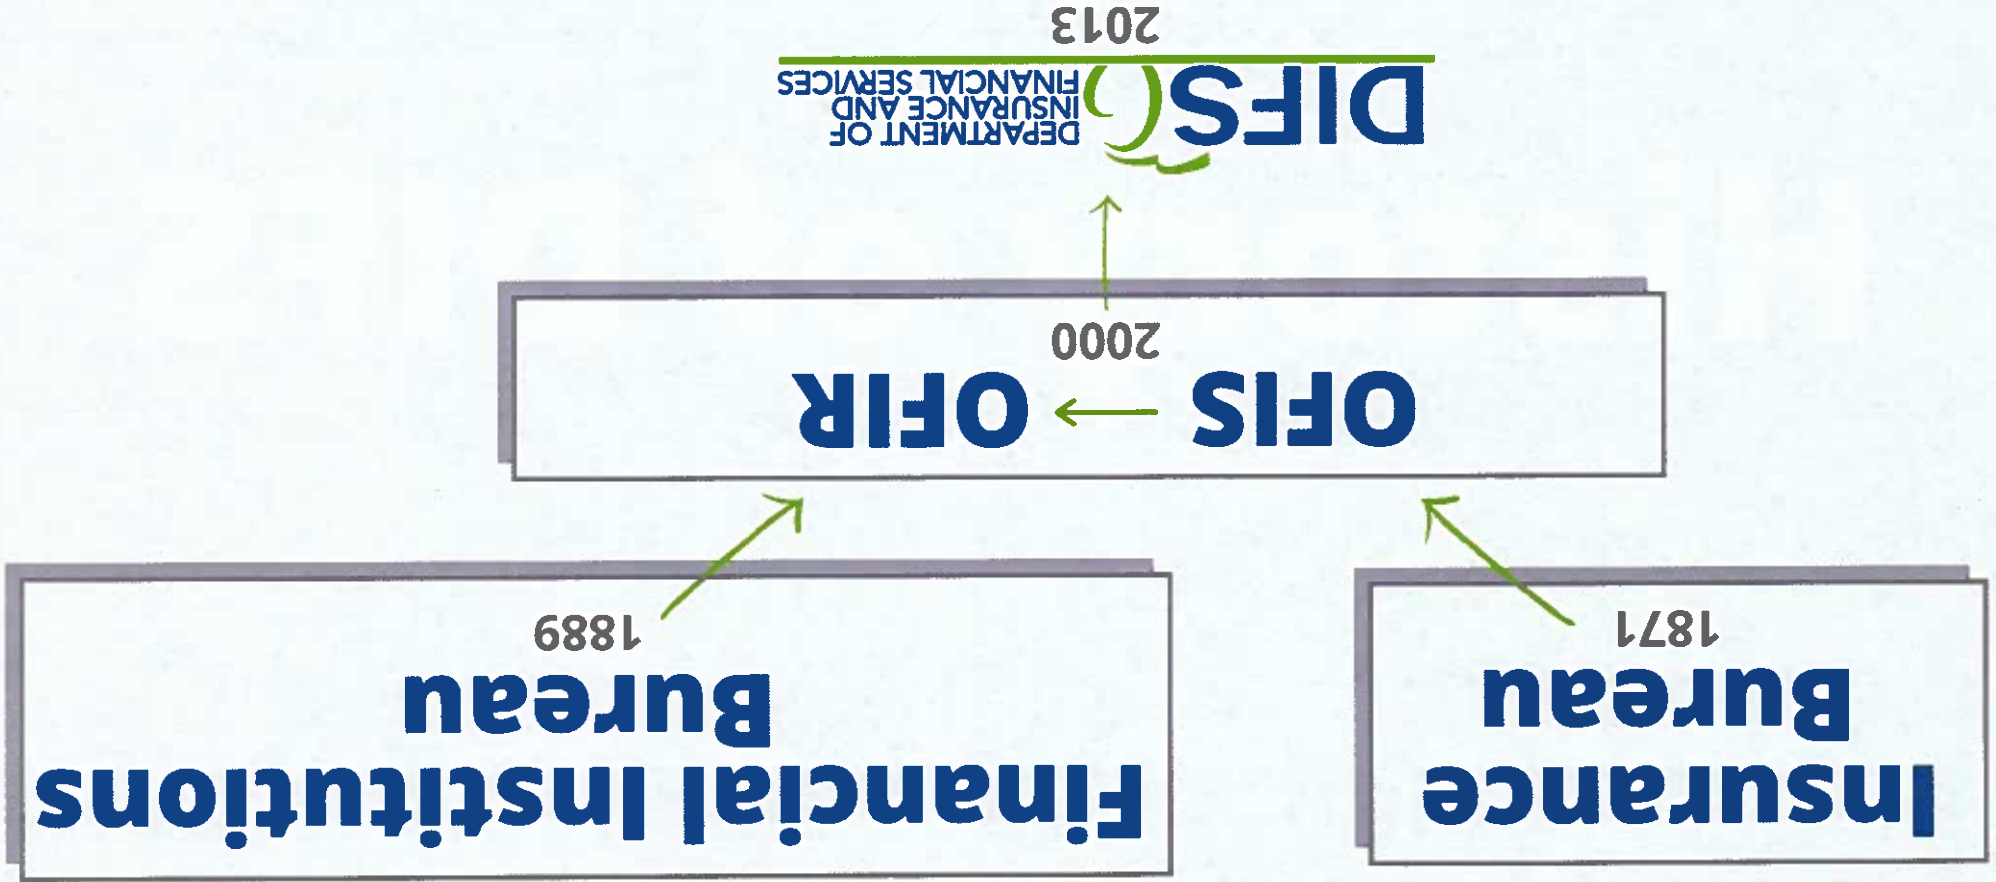 Insurance
Bureau
1871
Financial Institutions
Bureau
1889
OFIS → OFIR
2000
DIFS
DEPARTMENT OF
INSURANCE AND
FINANCIAL SERVICES
2013